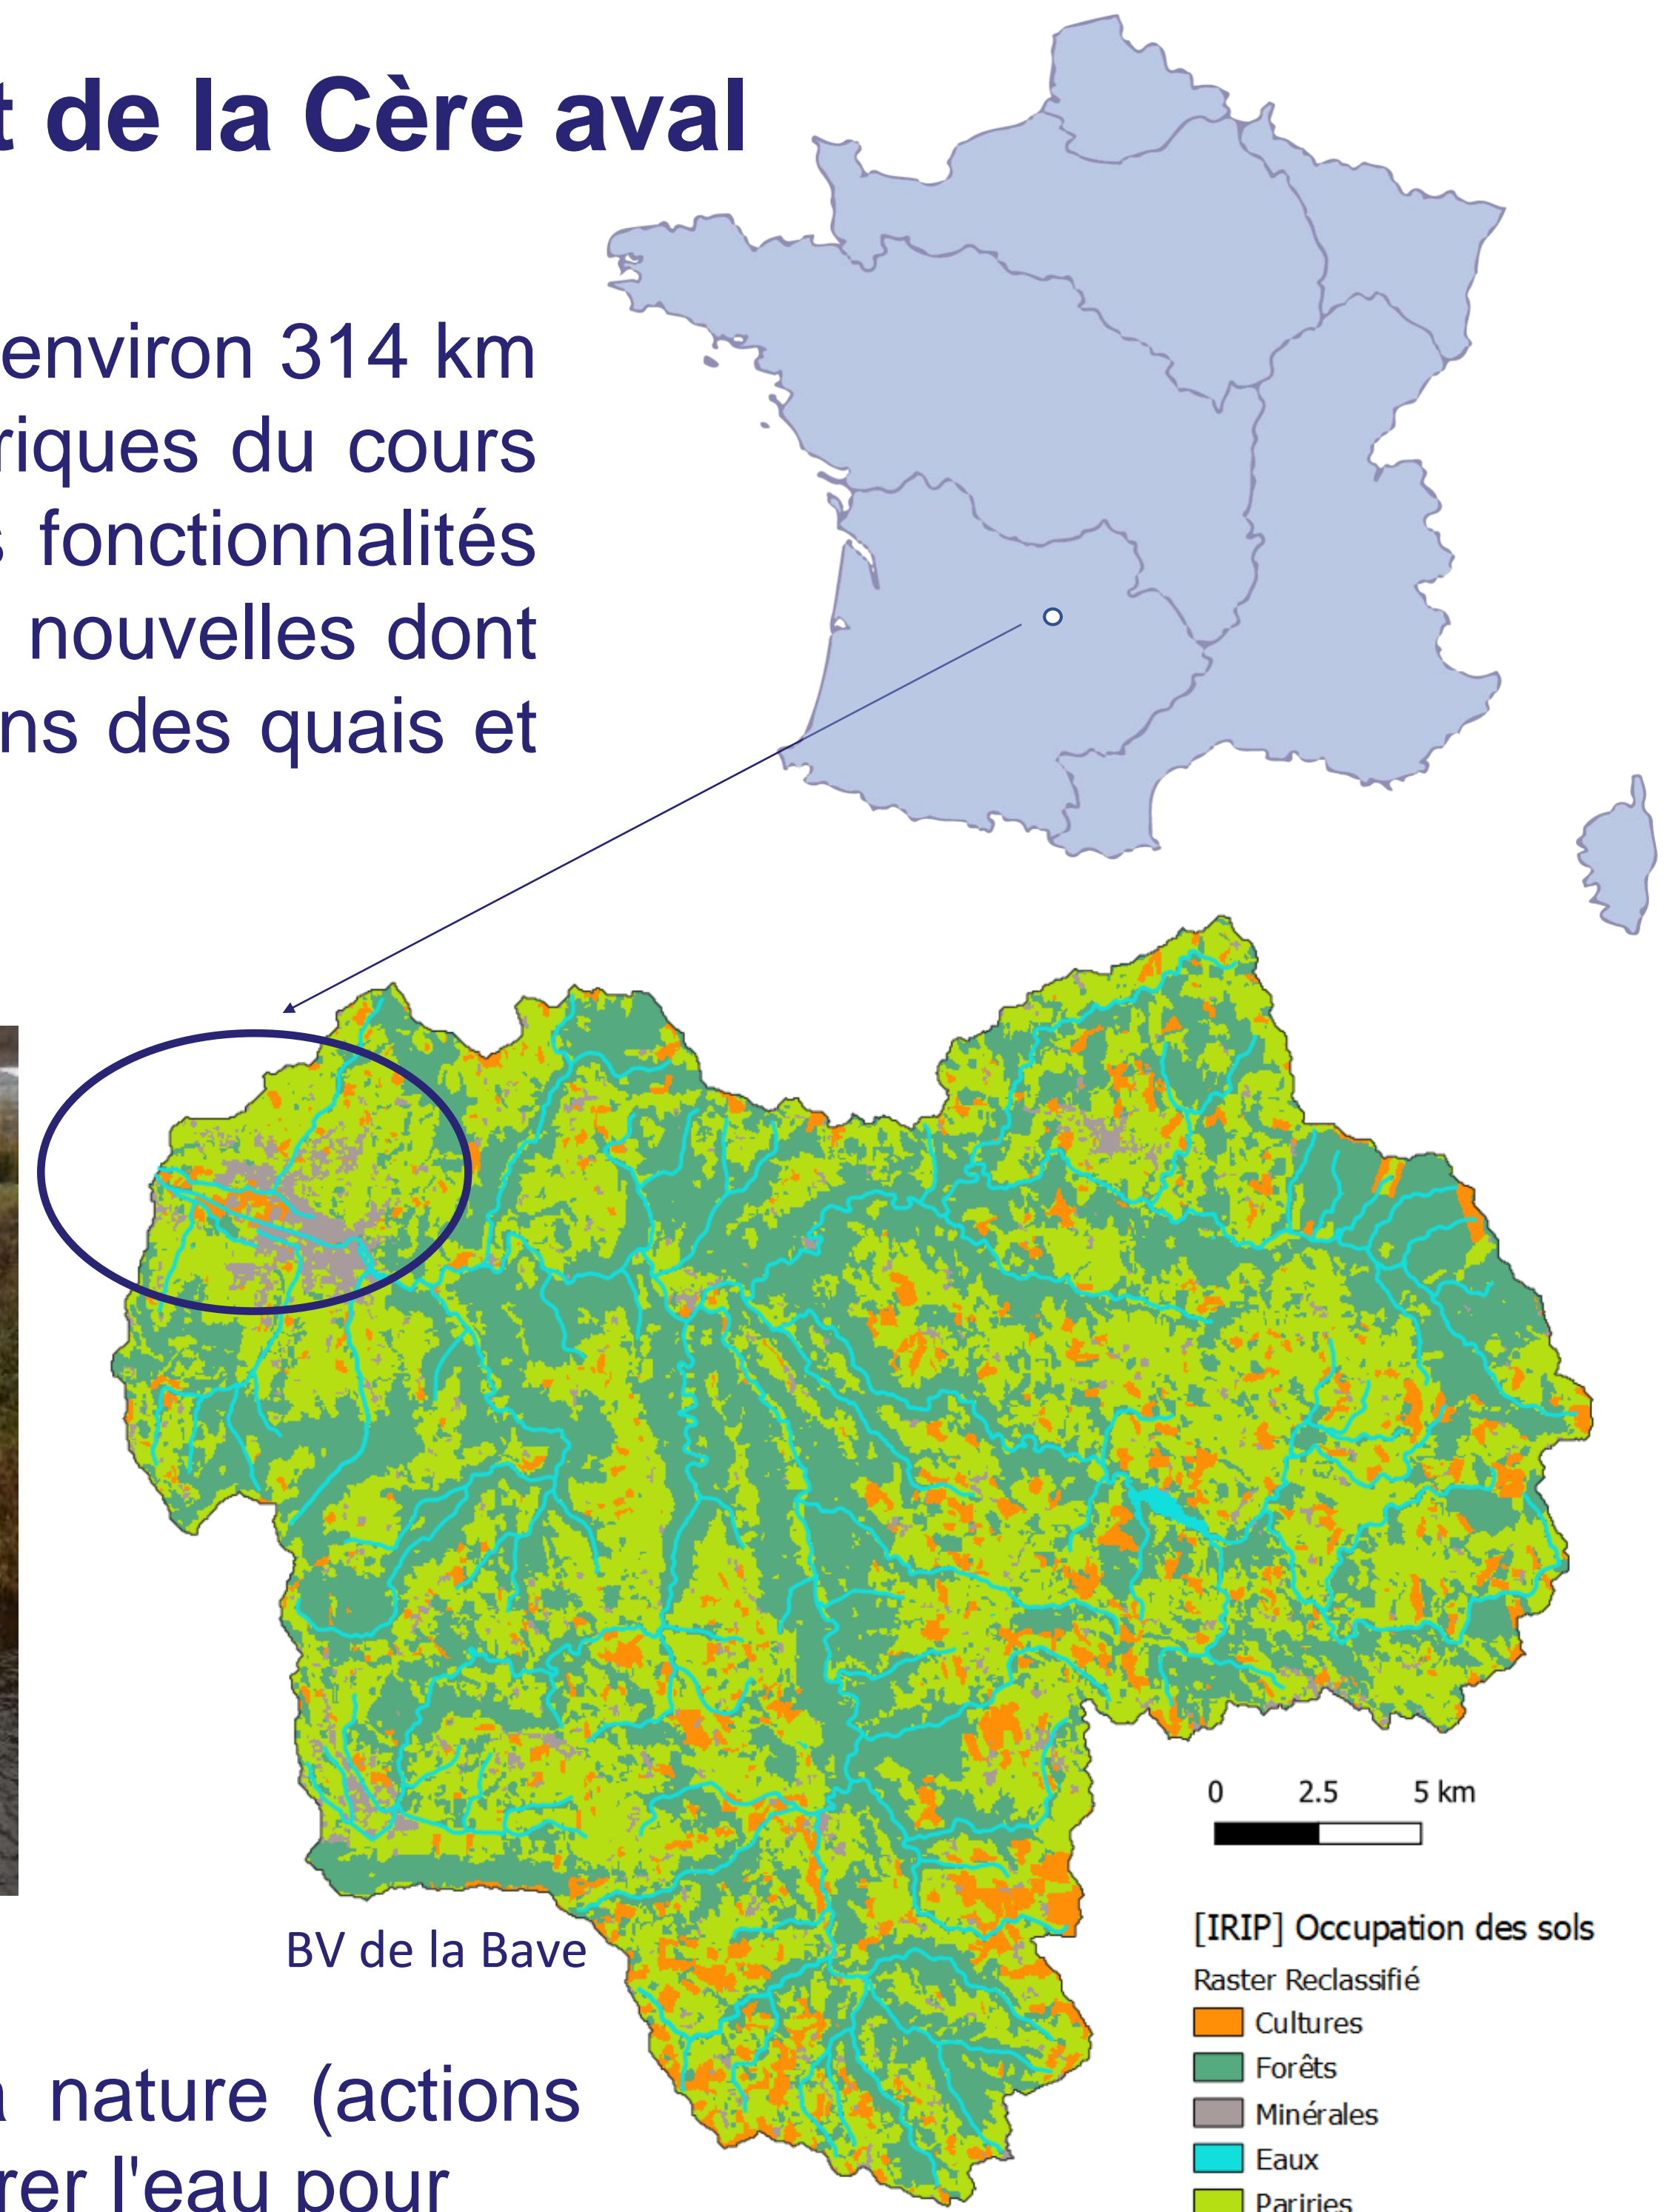 t de la Cère aval
environ 314 km
riques du cours
s fonctionnalités
nouvelles dont
ns des quais et
0 2.5 5 km
BV de la Bave
[IRIP] Occupation des sols
Raster Reclassifié
Cultures
Forêts
Minérales
Eaux
Pariries
a nature (actions
rer l'eau pour